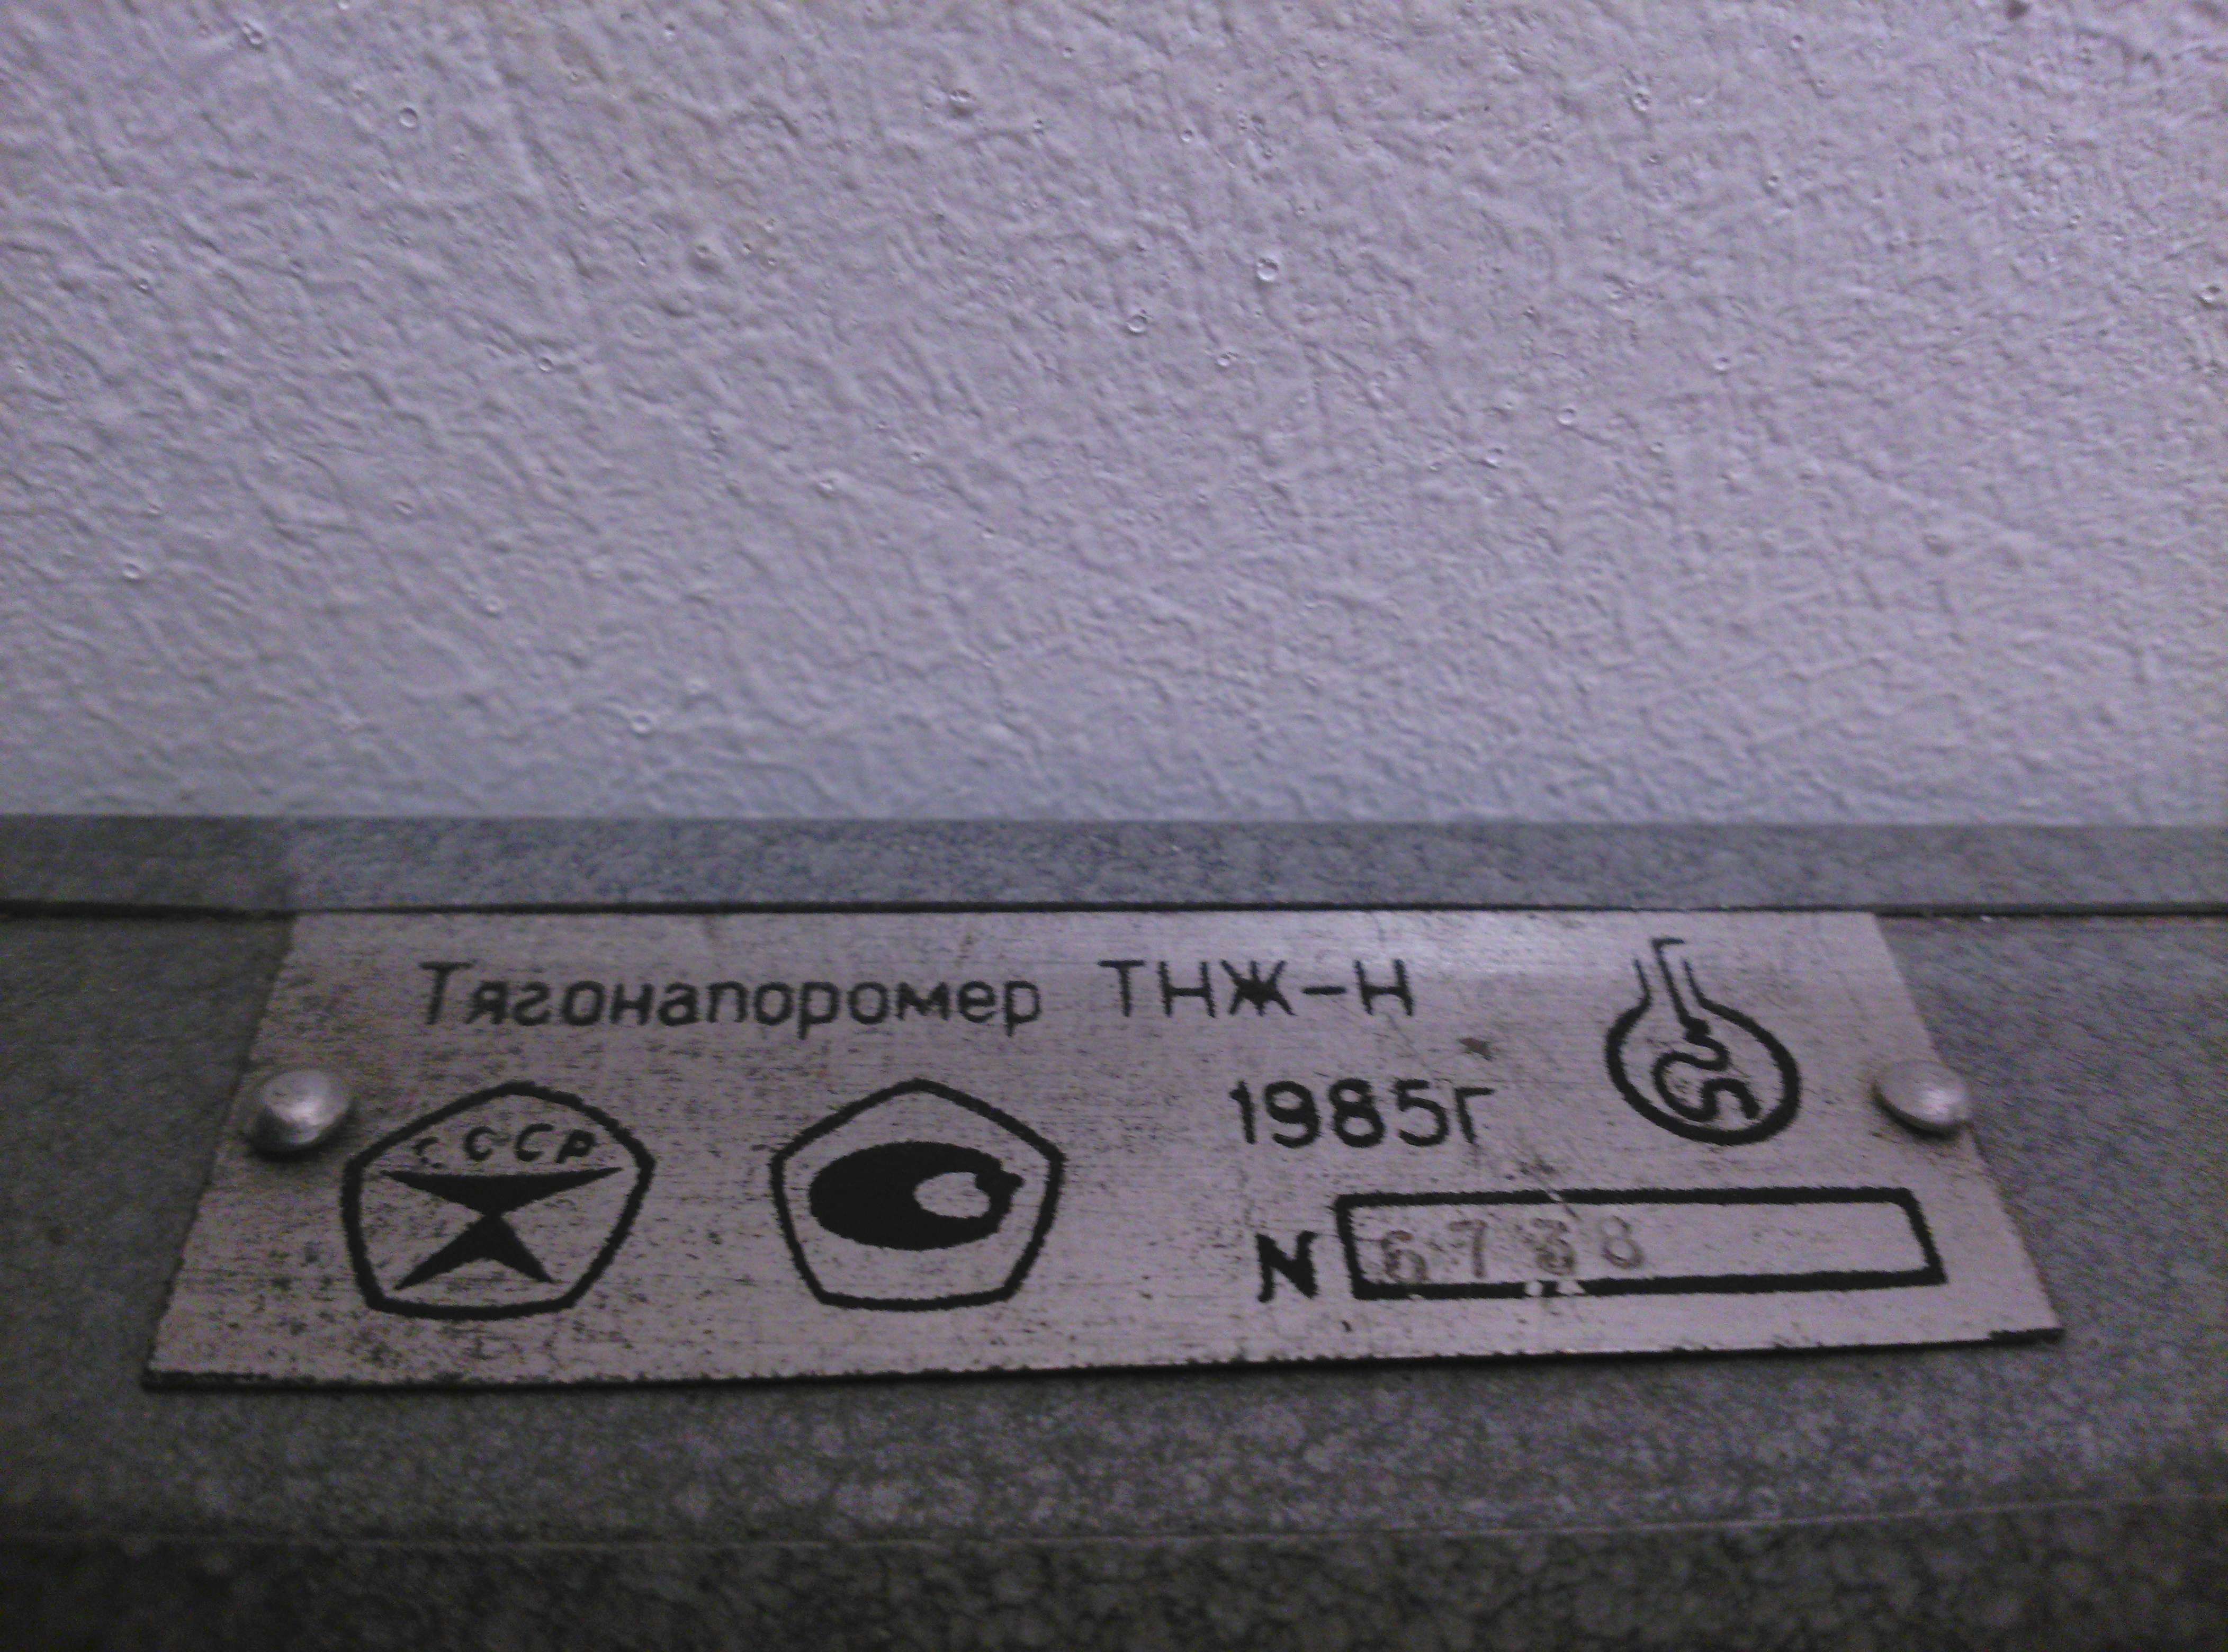 Тягонапоромер ТНЖ-Н
1985г
СССР
N 6738